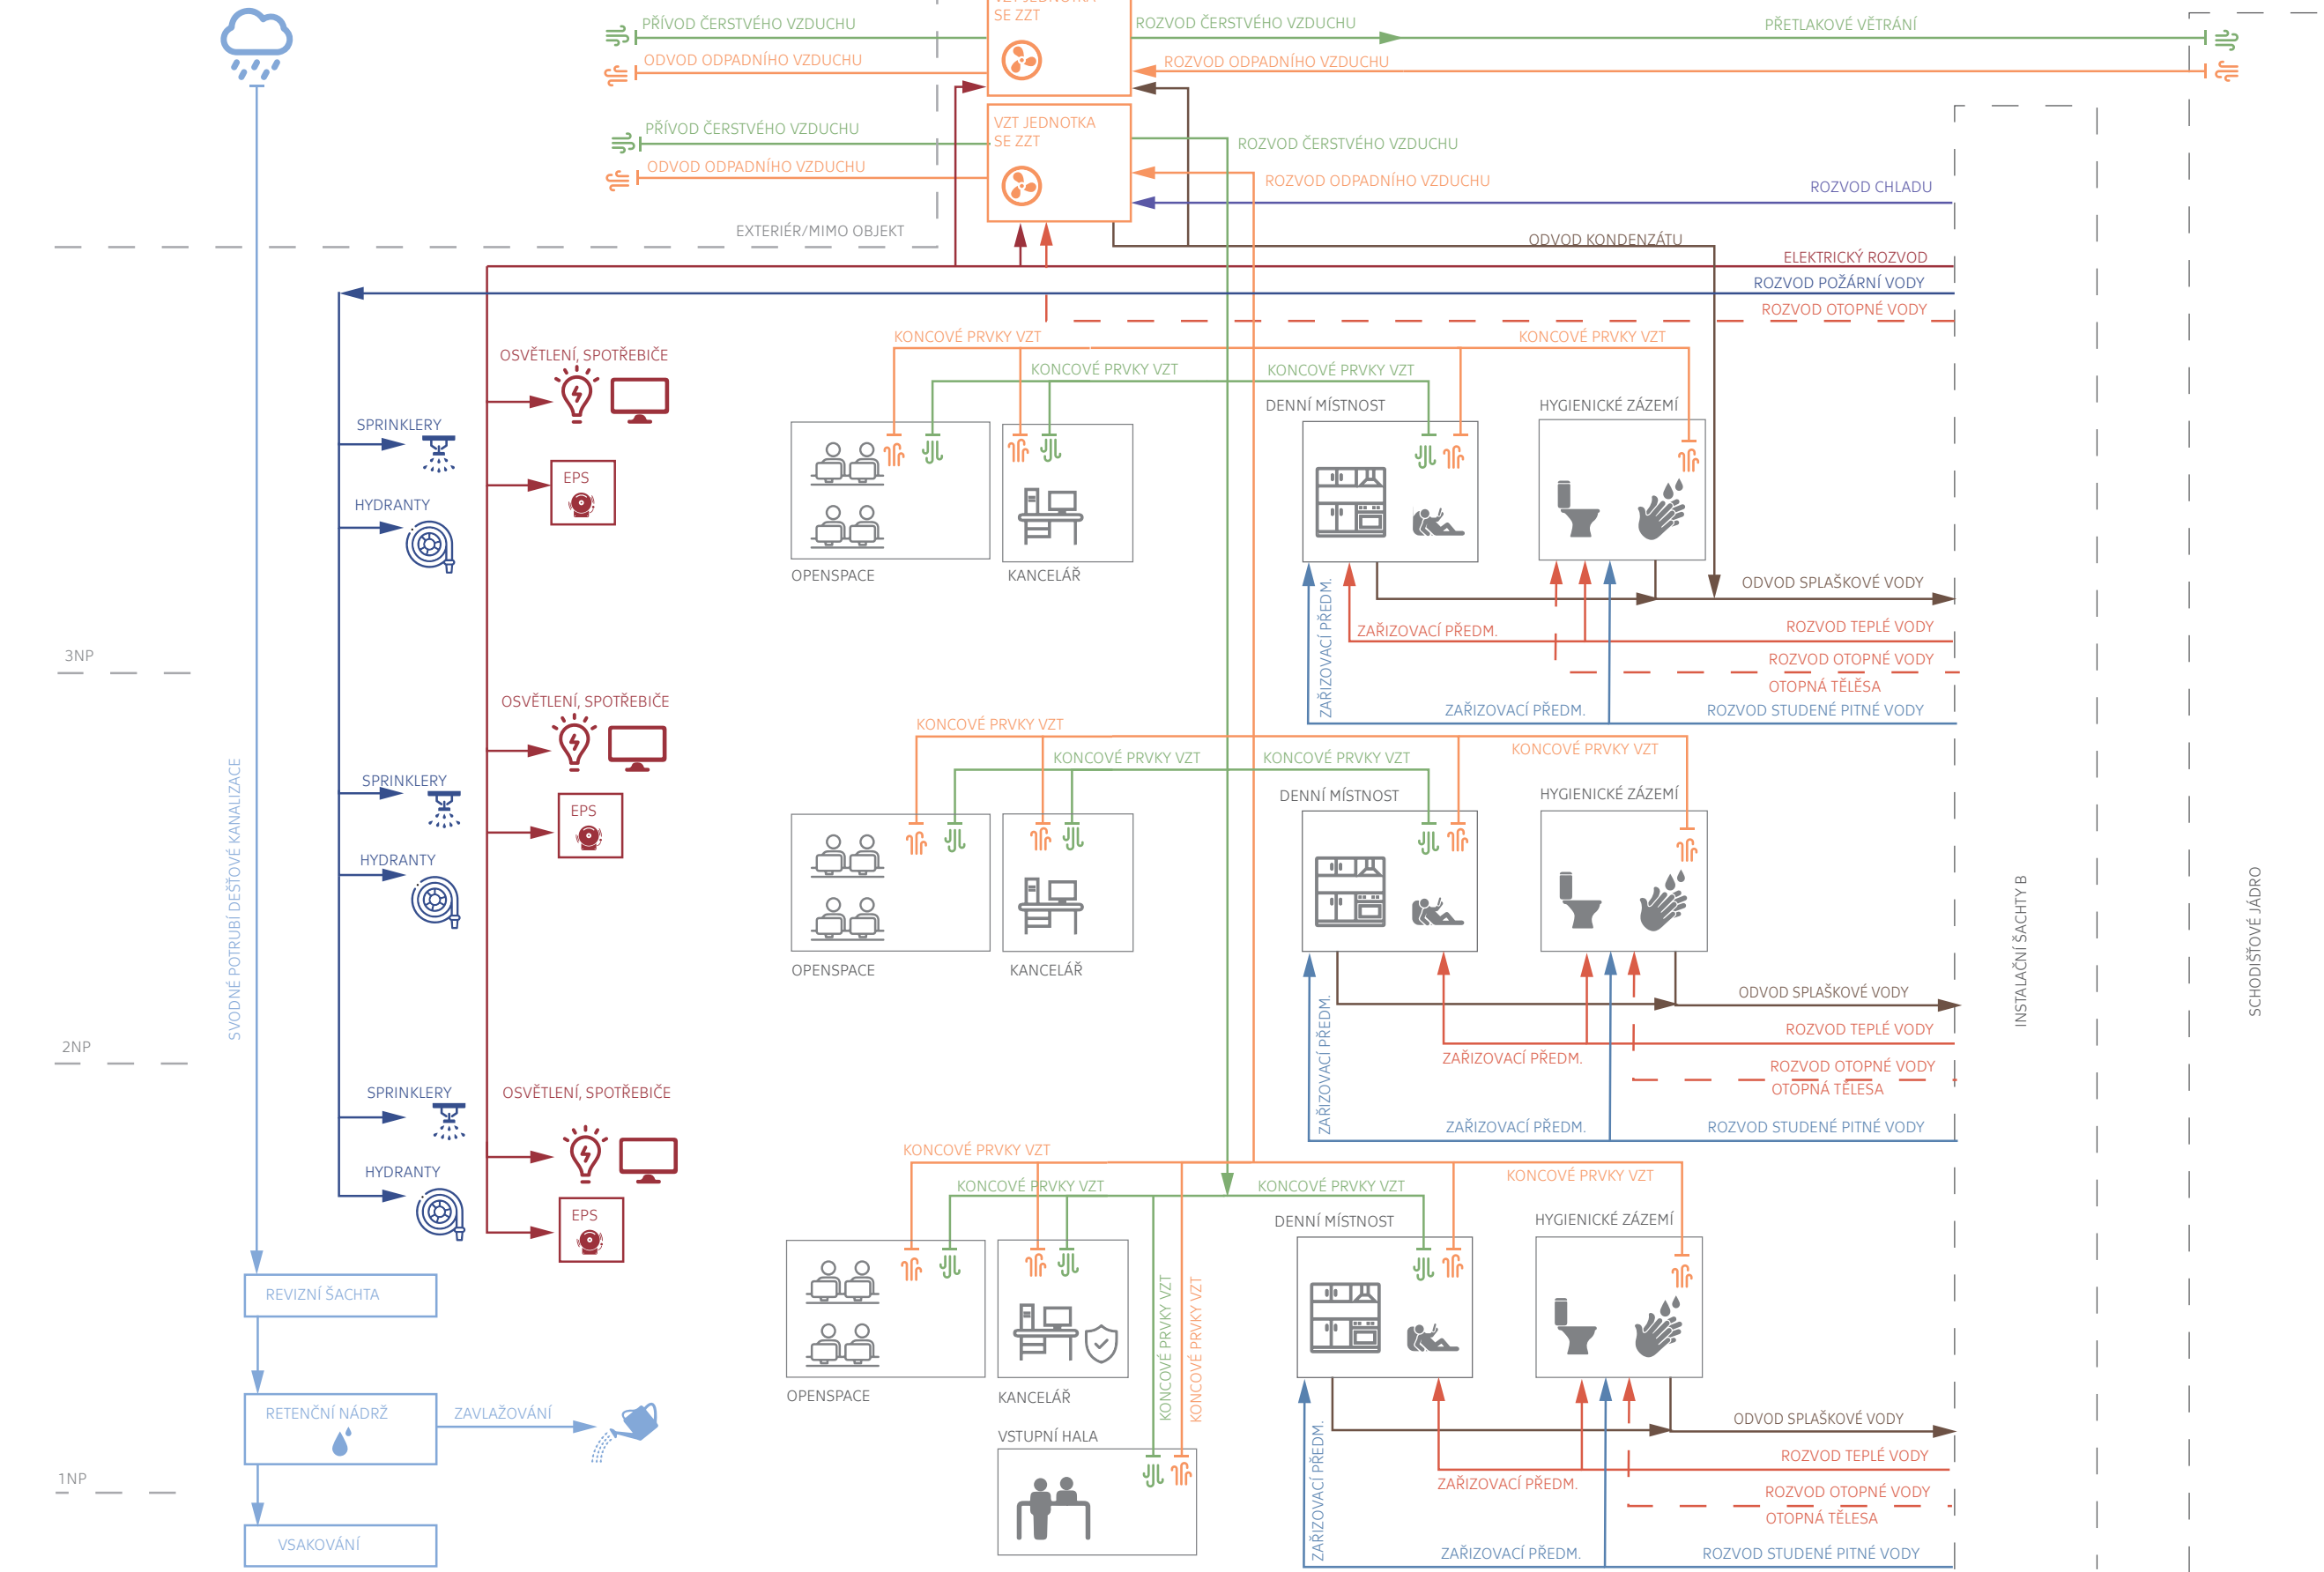 VZT JEDNOTKA
SE ZZT
PŘÍVOD ČERSTVÉHO VZDUCHU
ROZVOD ČERSTVÉHO VZDUCHU
PŘETLAKOVÉ VĚTRÁNÍ
ODVOD ODPADNÍHO VZDUCHU
ROZVOD ODPADNÍHO VZDUCHU
VZT JEDNOTKA
SE ZZT
PŘÍVOD ČERSTVÉHO VZDUCHU
ROZVOD ČERSTVÉHO VZDUCHU
ODVOD ODPADNÍHO VZDUCHU
ROZVOD ODPADNÍHO VZDUCHU
ROZVOD CHLADU
EXTERIÉR/MIMO OBJEKT
ODVOD KONDENZÁTU
ELEKTRICKÝ ROZVOD
ROZVOD POŽÁRNÍ VODY
ROZVOD OTOPNÉ VODY
KONCOVÉ PRVKY VZT
KONCOVÉ PRVKY VZT
OSVĚTLENÍ, SPOTŘEBIČE
KONCOVÉ PRVKY VZT
KONCOVÉ PRVKY VZT
DENNÍ MÍSTNOST
HYGIENICKÉ ZÁZEMÍ
SPRINKLERY
EPS
HYDRANTY
OPENSPACE
KANCELÁŘ
ZAŘIZOVACÍ PŘEDM.
ODVOD SPLAŠKOVÉ VODY
ZAŘIZOVACÍ PŘEDM.
ROZVOD TEPLÉ VODY
3NP
ROZVOD OTOPNÉ VODY
OTOPNÁ TĚLĚSA
OSVĚTLENÍ, SPOTŘEBIČE
ZAŘIZOVACÍ PŘEDM.
ROZVOD STUDENÉ PITNÉ VODY
KONCOVÉ PRVKY VZT
KONCOVÉ PRVKY VZT
KONCOVÉ PRVKY VZT
KONCOVÉ PRVKY VZT
SPRINKLERY
DENNÍ MÍSTNOST
HYGIENICKÉ ZÁZEMÍ
EPS
HYDRANTY
SVODNÉ POTRUBÍ DEŠŤOVÉ KANALIZACE
INSTALAČNÍ ŠACHTY B
SCHODIŠŤOVÉ JÁDRO
OPENSPACE
KANCELÁŘ
ZAŘIZOVACÍ PŘEDM.
ODVOD SPLAŠKOVÉ VODY
ROZVOD TEPLÉ VODY
2NP
ZAŘIZOVACÍ PŘEDM.
ROZVOD OTOPNÉ VODY
OTOPNÁ TĚLESA
SPRINKLERY
OSVĚTLENÍ, SPOTŘEBIČE
ZAŘIZOVACÍ PŘEDM.
ROZVOD STUDENÉ PITNÉ VODY
KONCOVÉ PRVKY VZT
HYDRANTY
KONCOVÉ PRVKY VZT
KONCOVÉ PRVKY VZT
KONCOVÉ PRVKY VZT
EPS
DENNÍ MÍSTNOST
HYGIENICKÉ ZÁZEMÍ
REVIZNÍ ŠACHTA
KONCOVÉ PRVKY VZT
KONCOVÉ PRVKY VZT
OPENSPACE
KANCELÁŘ
RETENČNÍ NÁDRŽ
ZAVLAŽOVÁNÍ
VSTUPNÍ HALA
ZAŘIZOVACÍ PŘEDM.
ODVOD SPLAŠKOVÉ VODY
ROZVOD TEPLÉ VODY
1NP
ZAŘIZOVACÍ PŘEDM.
ROZVOD OTOPNÉ VODY
OTOPNÁ TĚLESA
VSAKOVÁNÍ
ZAŘIZOVACÍ PŘEDM.
ROZVOD STUDENÉ PITNÉ VODY